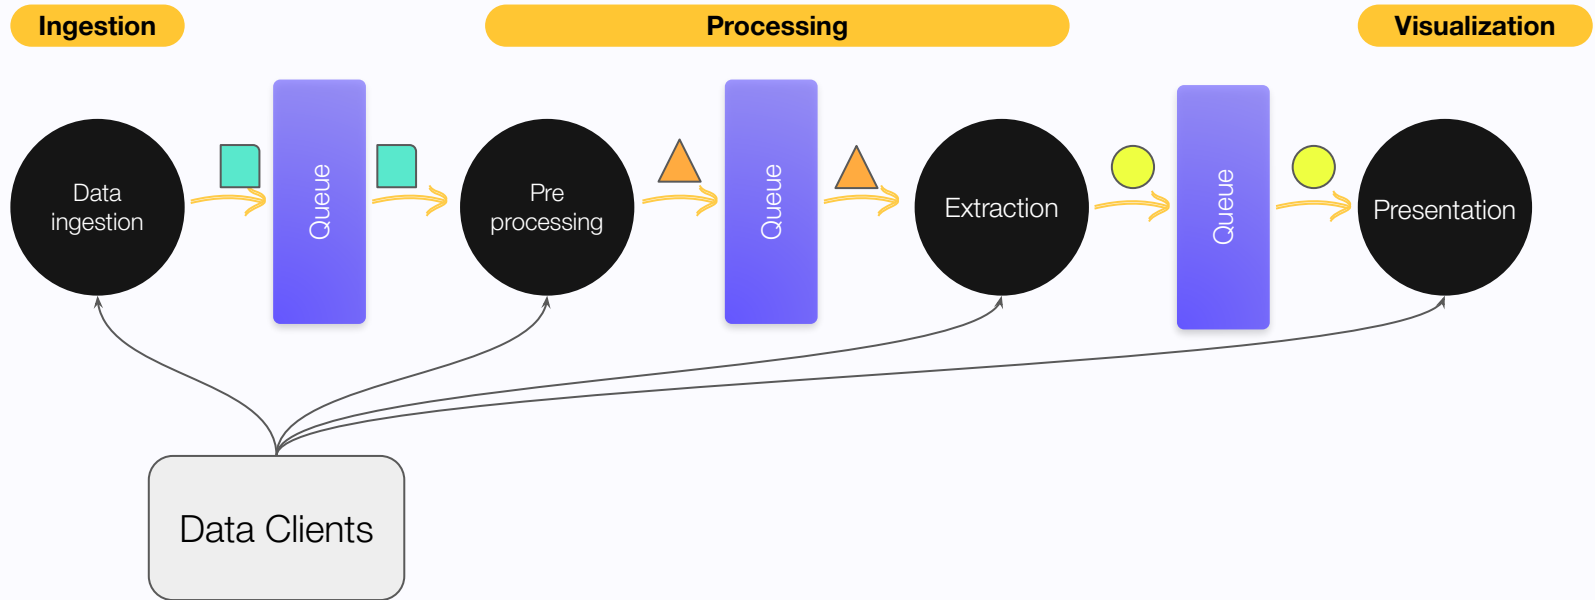 Ingestion
Processing
Visualization
Data
ingestion
Queue
Pre
processing
Queue
Extraction
Queue
Presentation
Data Clients